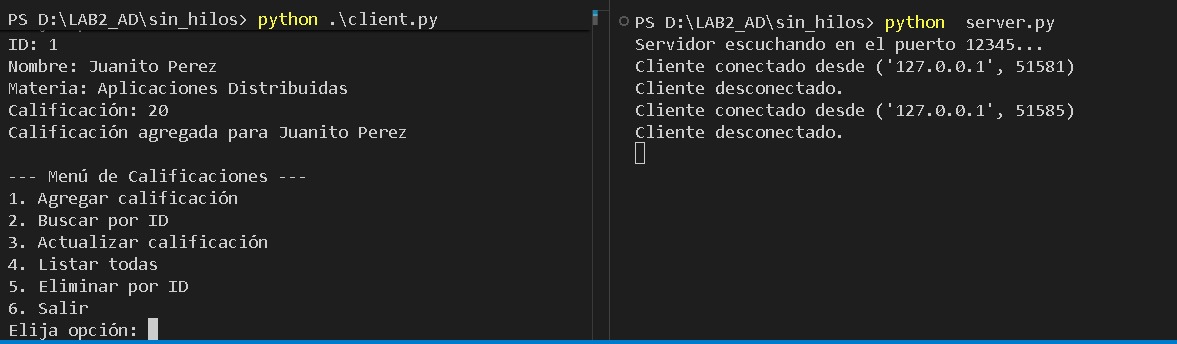 PS D:\LAB2_AD\sin_hilos> python .\client.py
ID: 1
Nombre: Juanito Perez
Materia: Aplicaciones Distribuidas
Calificación: 20
Calificación agregada para Juanito Perez
--- Menú de Calificaciones ---
1. Agregar calificación
2. Buscar por ID
3. Actualizar calificación
4. Listar todas
5. Eliminar por ID
6. Salir
Elija opción:
PS D:\LAB2_AD\sin_hilos> python  server.py
Servidor escuchando en el puerto 12345...
Cliente conectado desde ('127.0.0.1', 51581)
Cliente desconectado.
Cliente conectado desde ('127.0.0.1', 51585)
Cliente desconectado.